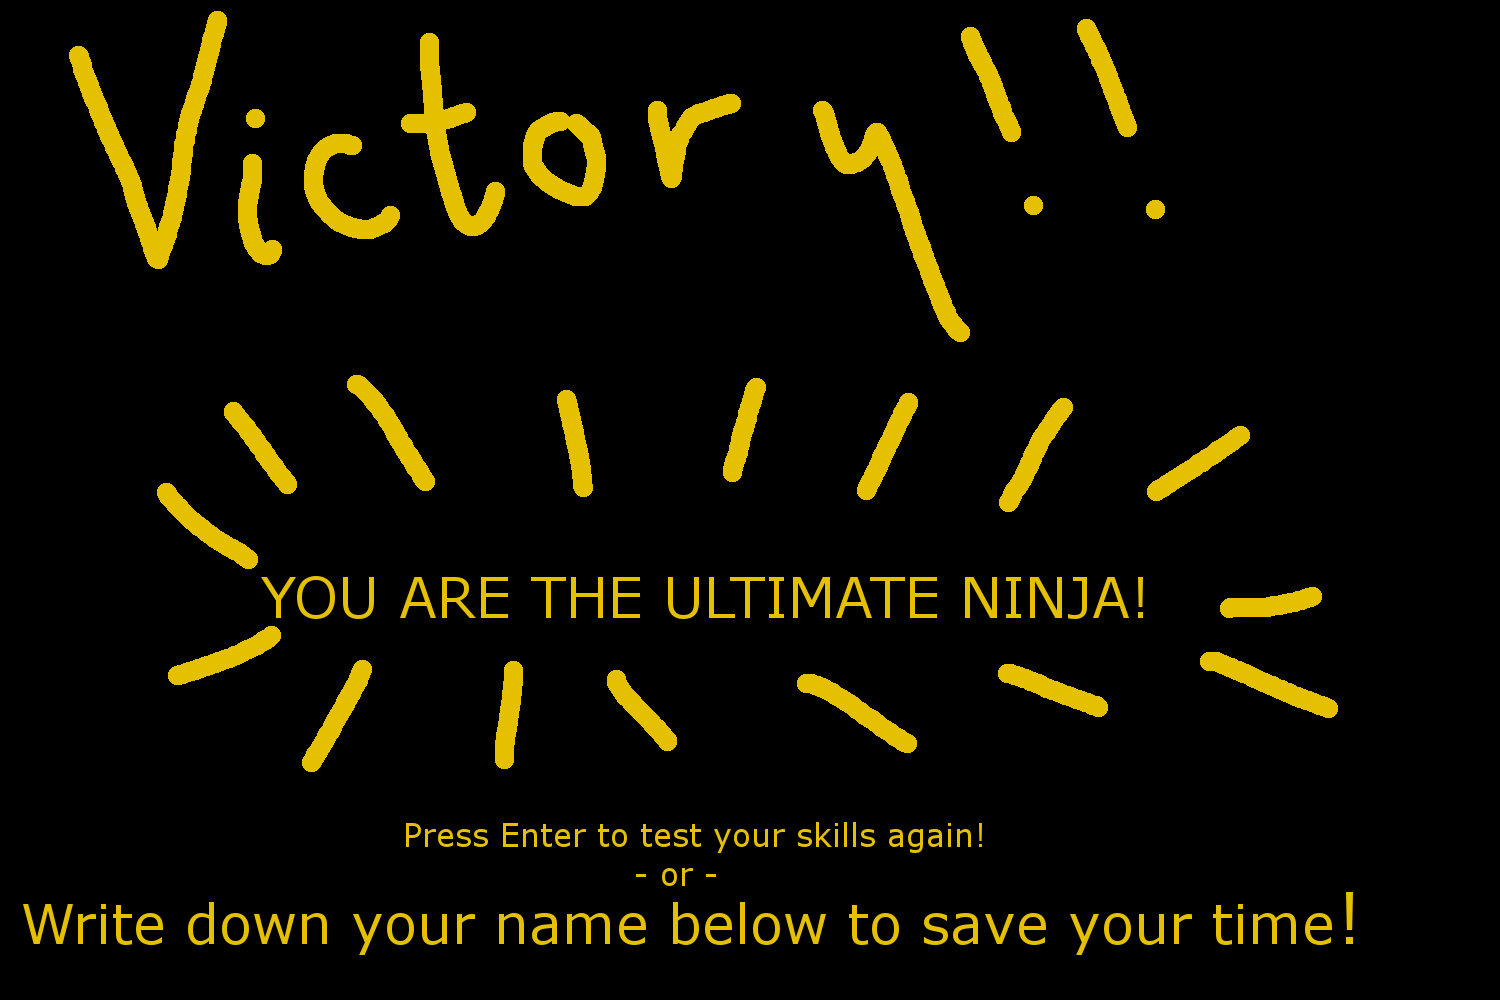 Victory!!
YOU ARE THE ULTIMATE NINJA!
Press Enter to test your skills again!
- or -
Write down your name below to save your time!